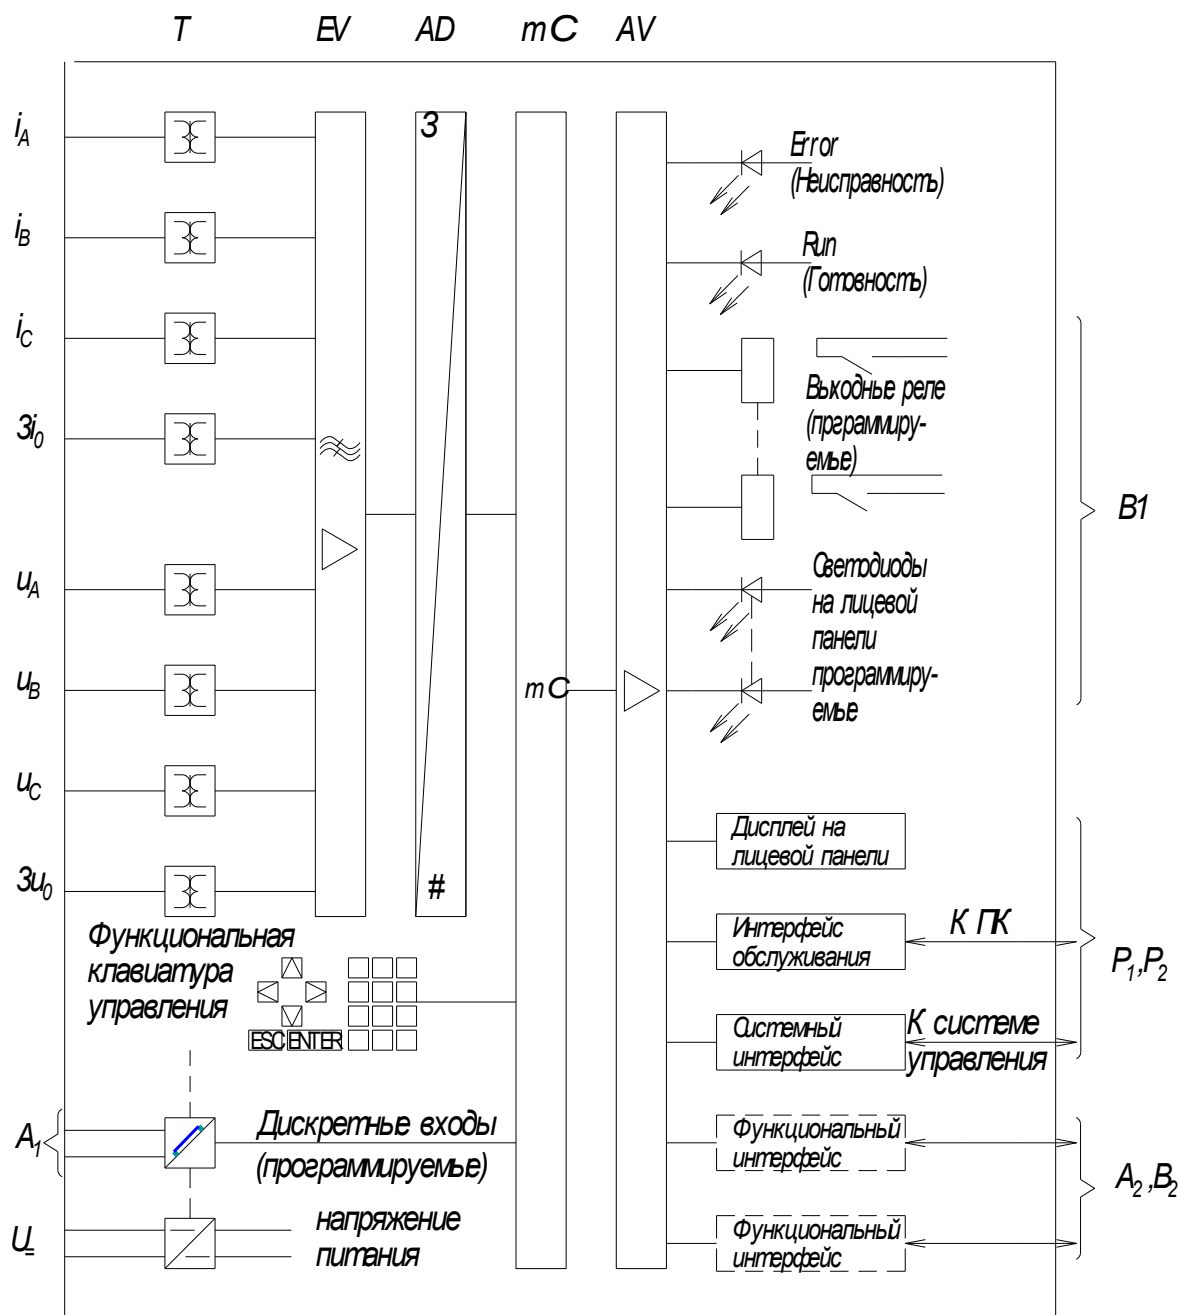 T EV AD mC AV
i_A
3
Error
(Неисправность)
i_B
Run
(Готовность)
i_C
Выходные реле
(прграммируе-
емые)
3i_0
B1
u_A
Светодиоды
на лицевой
панели
программиру-
емые
u_B
mC
u_C
Дисплей на
лицевой панели
3u_0
#
Функциональная
клавиатура
управления
ESC ENTER
Интерфейс
обслуживания
К ПК
P_1,P_2
Системный
интерфейс
К системе
управления
A_1
Дискретные входы
(программируемые)
Функциональный
интерфейс
A_2,B_2
U=
напряжение
питания
Функциональный
интерфейс